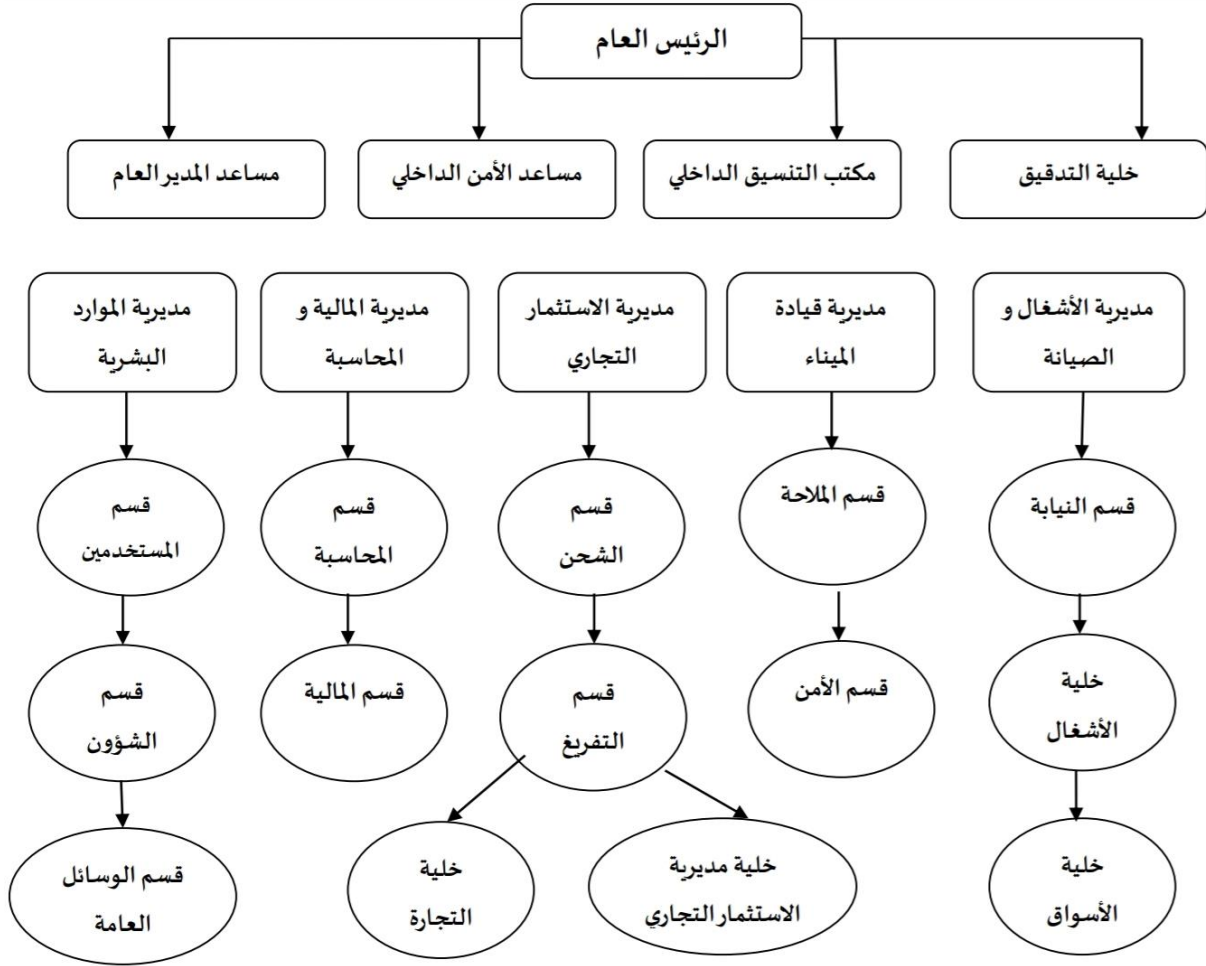 الرئيس العام
خلية التدقيق
مكتب التنسيق الداخلي
مساعد الأمن الداخلي
مساعد المدير العام
مديرية الأشغال و
الصيانة
مديرية قيادة
الميناء
مديرية الاستثمار
التجاري
مديرية المالية و
المحاسبة
مديرية الموارد
البشرية
قسم النيابة
قسم الملاحة
قسم
الشحن
قسم
المحاسبة
قسم
المستخدمين
خلية
الأشغال
قسم الأمن
قسم
التفريغ
قسم المالية
قسم
الشؤون
خلية
الأسواق
خلية مديرية
الاستثمار التجاري
خلية
التجارة
قسم الوسائل
العامة